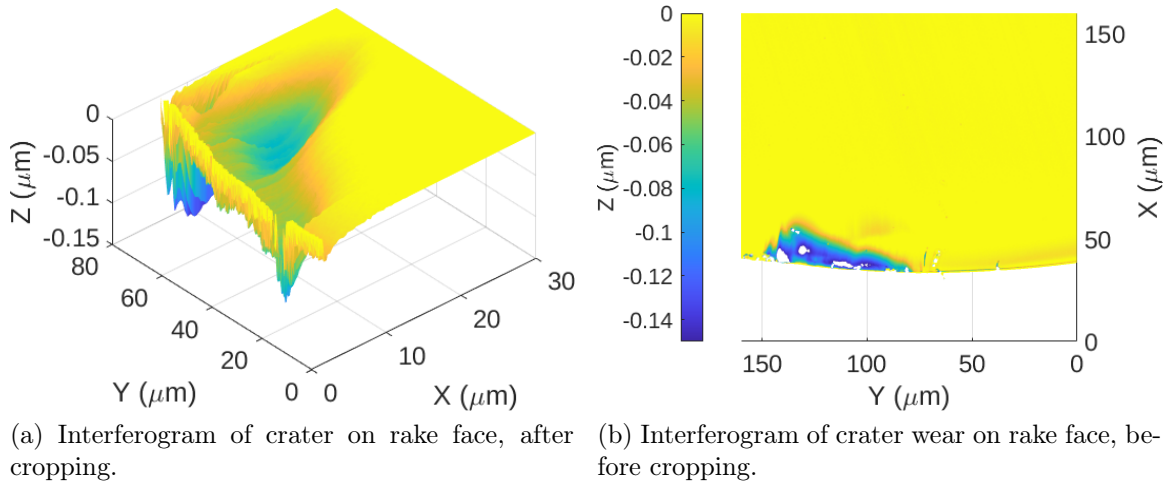 0
-0.05
-0.1
-0.15
Z (μm)
80
60
40
20
0
Y (μm)
0
10
20
30
X (μm)
0
-0.02
-0.04
-0.06
-0.08
-0.1
-0.12
-0.14
Z (μm)
150
100
50
0
X (μm)
150
100
50
0
Y (μm)
(a) Interferogram of crater on rake face, after
cropping.
(b) Interferogram of crater wear on rake face, be-
fore cropping.